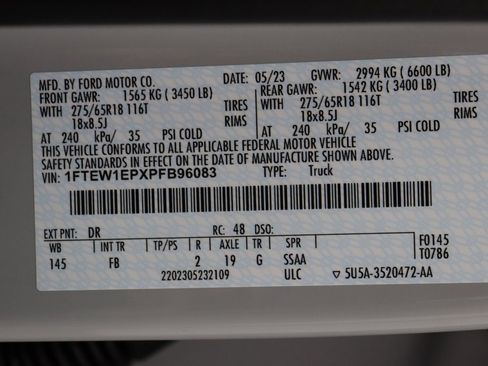 MFD. BY FORD MOTOR CO.
DATE: 05/23 GVWR: 2994 KG ( 6600 LB)
FRONT GAWR: 1565 KG ( 3450 LB) REAR GAWR: 1542 KG ( 3400 LB)
WITH 275/65R18 116T TIRES WITH 275/65R18 116T TIRES
18x8.5J RIMS 18x8.5J RIMS
AT 240 kPa/ 35 PSI COLD AT 240 kPa/ 35 PSI COLD
THIS VEHICLE CONFORMS TO ALL APPLICABLE FEDERAL MOTOR VEHICLE
SAFETY STANDARDS IN EFFECT ON THE DATE OF MANUFACTURE SHOWN ABOVE.
VIN: 1FTEW1EPXPFB96083 TYPE: Truck
EXT PNT: DR RC: 48 DSO:
WB INT TR TP/PS R AXLE TR SPR F0145
145 FB 2 19 G SSAA T0786
2202305232109 ULC ▽ 5U5A-3520472-AA